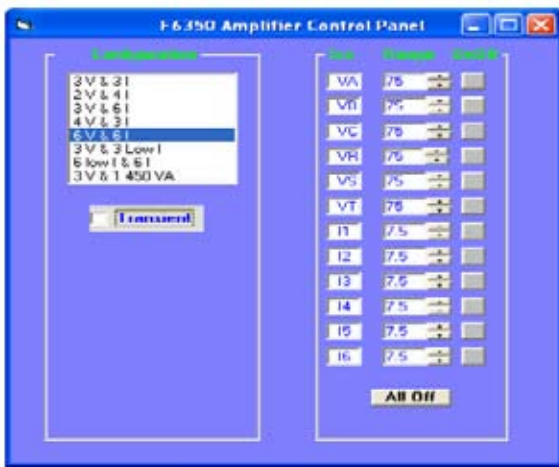 F6350 Amplifier Control Panel
Configuration
3 V & 3 I
2 V & 4 I
3 V & 6 I
4 V & 3 I
6 V & 6 I
3 V & 3 Low I
6 low I & 6 I
3 V & 1 450 VA
Transient
Range
VA 75
VB 75
VC 75
VR 75
VS 75
VT 75
I1 7.5
I2 7.5
I3 7.5
I4 7.5
I5 7.5
I6 7.5
All Off